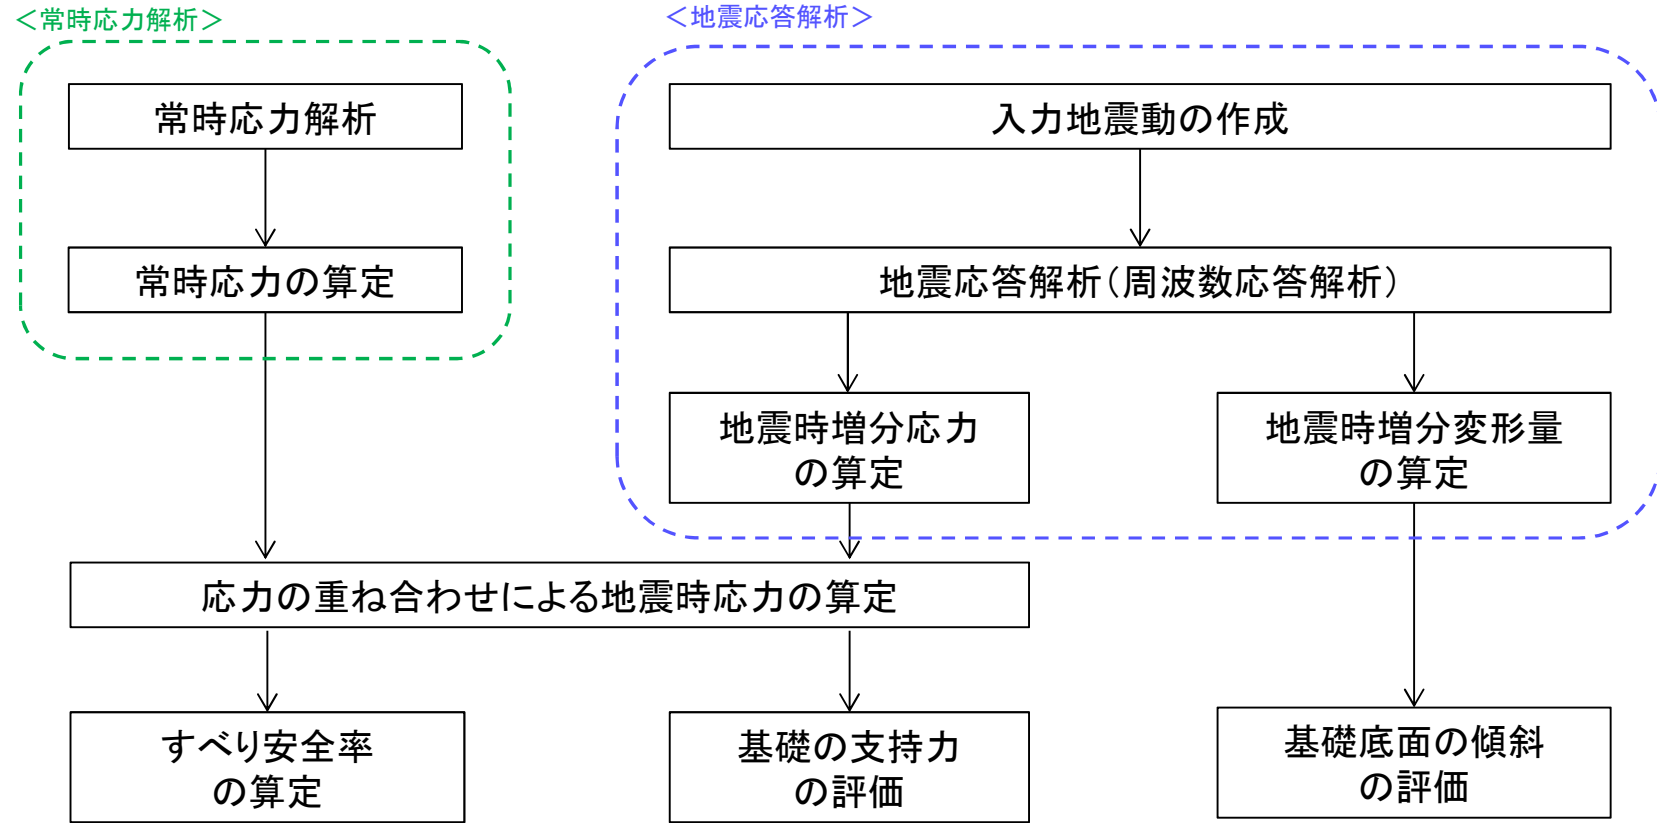 ＜常時応力解析＞
＜地震応答解析＞
常時応力解析
入力地震動の作成
常時応力の算定
地震応答解析（周波数応答解析）
地震時増分応力
の算定
地震時増分変形量
の算定
応力の重ね合わせによる地震時応力の算定
すべり安全率
の算定
基礎の支持力
の評価
基礎底面の傾斜
の評価